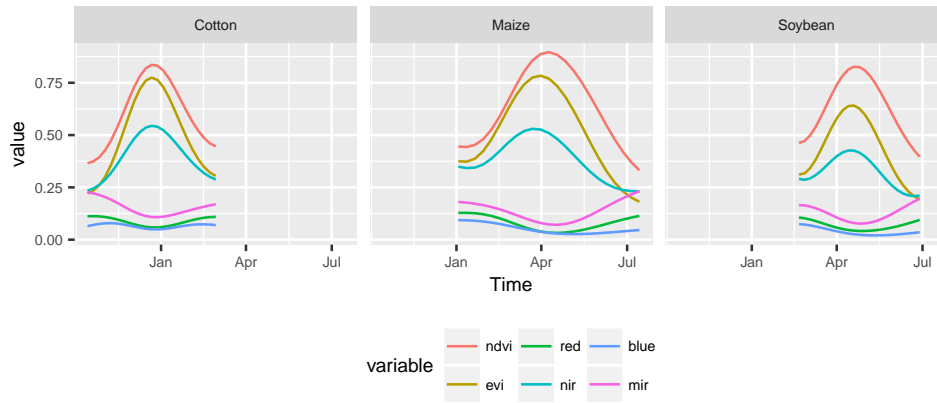 Cotton Maize Soybean
0.75
0.50
0.25
0.00
value
Jan Apr Jul Jan Apr Jul Jan Apr Jul
Time
variable
ndvi red blue
evi nir mir